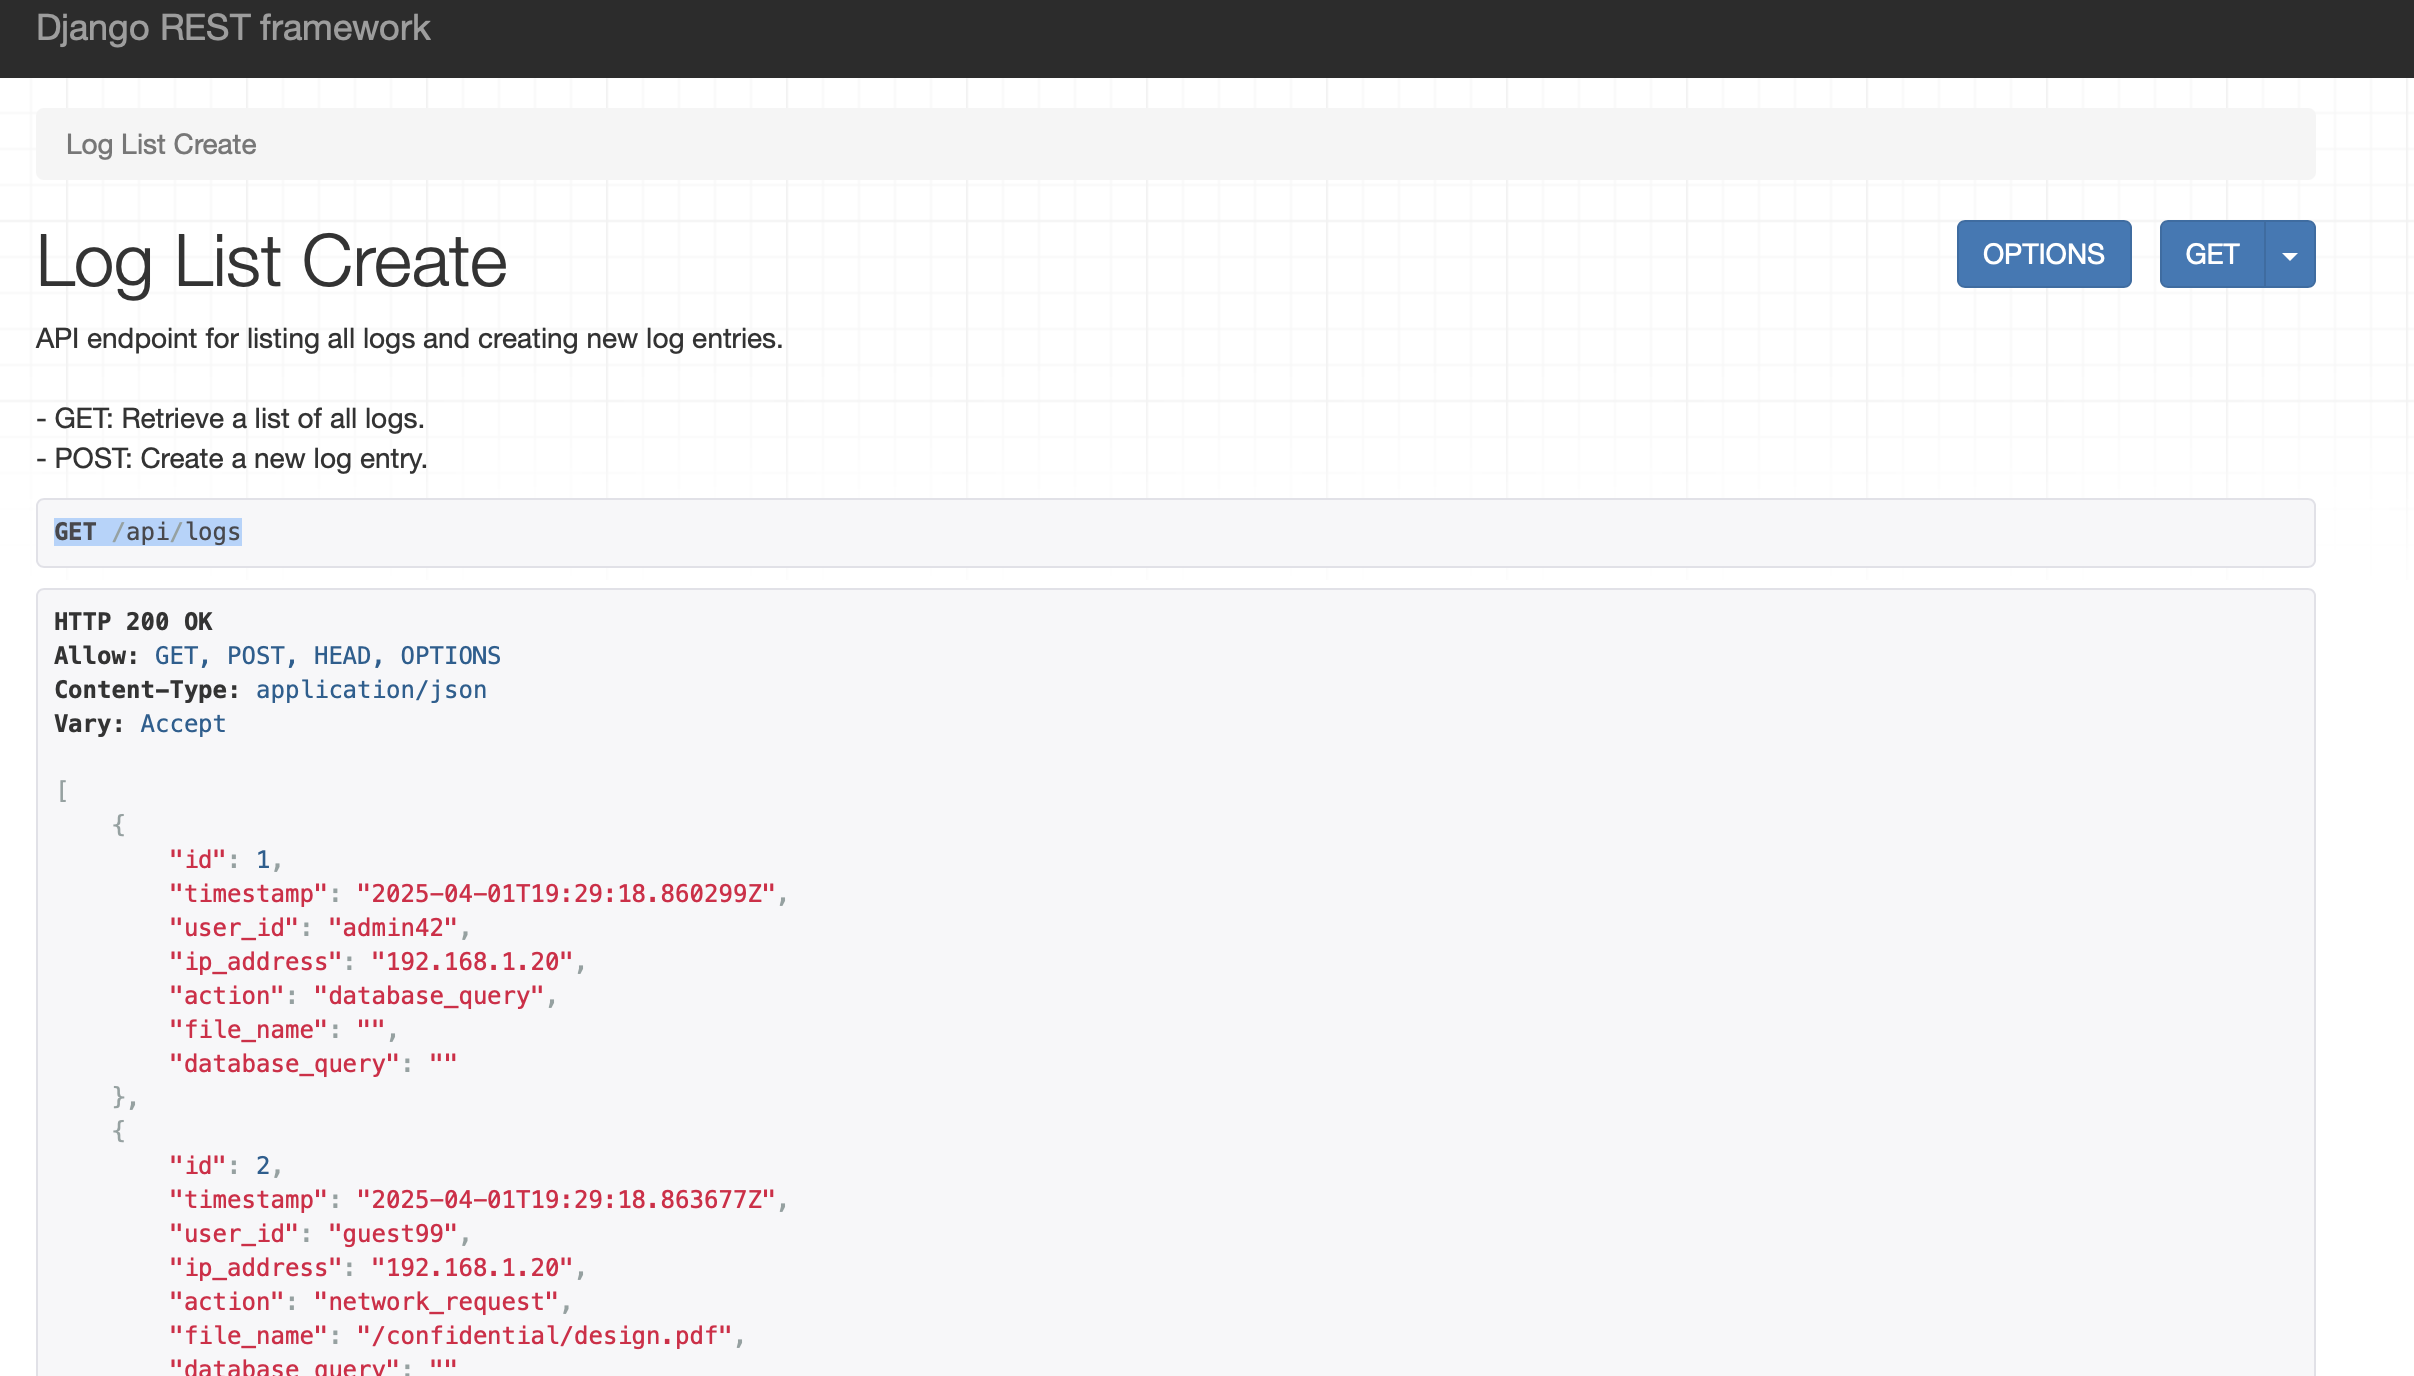 Django REST framework
Log List Create
Log List Create
OPTIONS
GET
API endpoint for listing all logs and creating new log entries.
- GET: Retrieve a list of all logs.
- POST: Create a new log entry.
GET /api/logs
HTTP 200 OK
Allow: GET, POST, HEAD, OPTIONS
Content-Type: application/json
Vary: Accept
[
    {
        "id": 1,
        "timestamp": "2025-04-01T19:29:18.860299Z",
        "user_id": "admin42",
        "ip_address": "192.168.1.20",
        "action": "database_query",
        "file_name": "",
        "database_query": ""
    },
    {
        "id": 2,
        "timestamp": "2025-04-01T19:29:18.863677Z",
        "user_id": "guest99",
        "ip_address": "192.168.1.20",
        "action": "network_request",
        "file_name": "/confidential/design.pdf",
        "database_query": ""